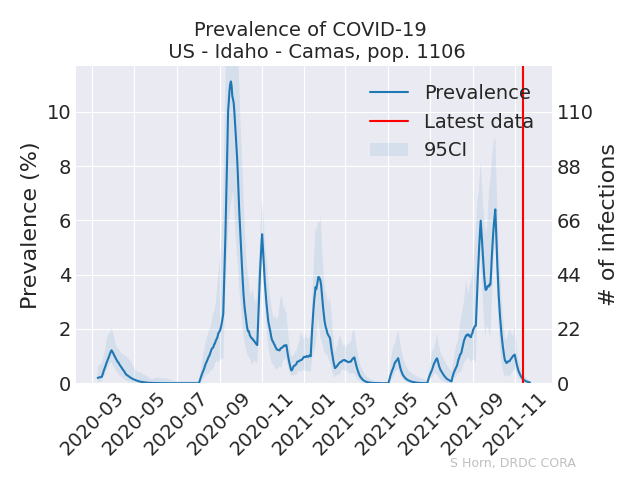 Prevalence of COVID-19
US - Idaho - Camas, pop. 1106
Prevalence
Latest data
95CI
Prevalence (%)
10
8
6
4
2
0
110
88
66
44
22
0
# of infections
2020-03
2020-05
2020-07
2020-09
2020-11
2021-01
2021-03
2021-05
2021-07
2021-09
2021-11
S Horn, DRDC CORA